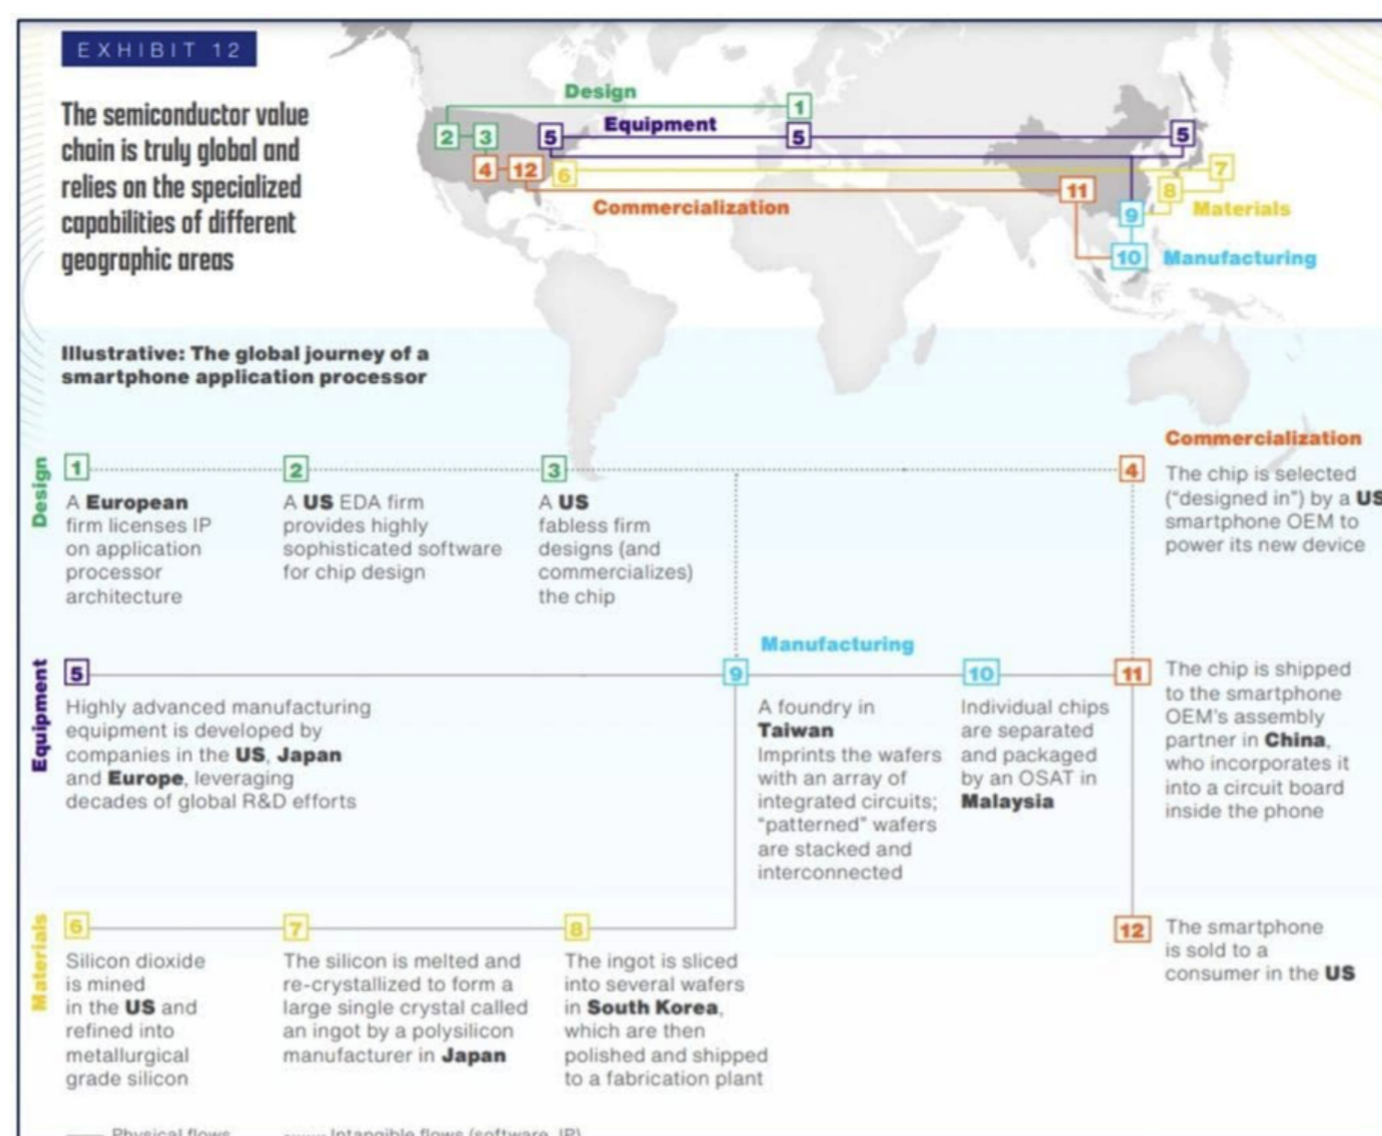 EXHIBIT 12
The semiconductor value
chain is truly global and
relies on the specialized
capabilities of different
geographic areas
Design
1
2
3
Equipment
5
5
5
4
12
6
7
11
8
Commercialization
9
Materials
10
Manufacturing
Illustrative: The global journey of a
smartphone application processor
Design
1
A European
firm licenses IP
on application
processor
architecture
2
A US EDA firm
provides highly
sophisticated software
for chip design
3
A US
fabless firm
designs (and
commercializes)
the chip
Commercialization
4
The chip is selected
("designed in") by a US
smartphone OEM to
power its new device
Equipment
5
Highly advanced manufacturing
equipment is developed by
companies in the US, Japan
and Europe, leveraging
decades of global R&D efforts
Manufacturing
9
A foundry in
Taiwan
Imprints the wafers
with an array of
integrated circuits;
"patterned" wafers
are stacked and
interconnected
10
Individual chips
are separated
and packaged
by an OSAT in
Malaysia
11
The chip is shipped
to the smartphone
OEM's assembly
partner in China,
who incorporates it
into a circuit board
inside the phone
Materials
6
Silicon dioxide
is mined
in the US and
refined into
metallurgical
grade silicon
7
The silicon is melted and
re-crystallized to form a
large single crystal called
an ingot by a polysilicon
manufacturer in Japan
8
The ingot is sliced
into several wafers
in South Korea,
which are then
polished and shipped
to a fabrication plant
12
The smartphone
is sold to a
consumer in the US
Physical flows
Intangible flows (software, IP)